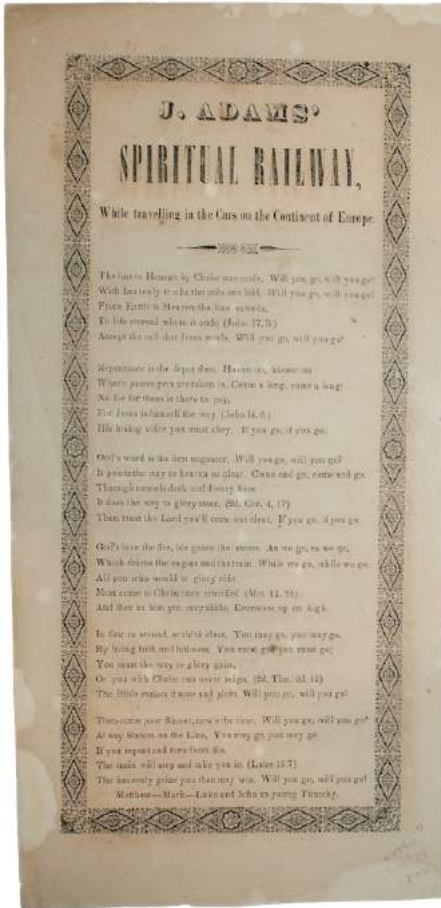 J. ADAMS'
SPIRITUAL RAILWAY,
While travelling in the Cars on the Continent of Europe.
The line to Heaven by Christ was made, Will you go, will you go?
With heavenly truths the rails are laid, Will you go, will you go?
From Earth to Heaven the line extends,
To life eternal where it ends, (John 17, 3.)
Accept the call that Jesus sends, Will you go, will you go?
Repentance is the depot then,
Where passengers are taken in, Come a long, come a long!
No fee for them is there to pay,
For Jesus is himself the way, (John 14, 6.)
His loving voice you must obey. If you go, if you go.
God's word is the first engineer, Will you go, will you go?
It points the way to heaven so clear, Come and go, come and go.
Through tunnels dark and dreary here
It does the way to glory steer. (2d. Cor. 4, 17)
Then trust the Lord you'll come out clear, If you go, if you go.
God's love the fire, his grace the steam, As we go, as we go,
Which drives the engine and the train. While we go, while we go.
All you who would to glory ride
Must come to Christ once crucified, (Mat. 11, 28)
And then in him you may abide, on high.
In first or second, or third class, You may go, you may go,
By living faith and holiness, You must go, you must go;
You must the way to glory gain,
Or you with Christ can never reign. (2d. Tim. 2d. 12)
The Bible makes it sure and plain, Will you go, will you go?
Then come poor Sinner, now's the time, Will you go, will you go?
At any Station on the Line, You may go, you may go.
If you repent and turn from sin,
The train will stop and take you in, (Luke 15.7)
The heavenly prize you then may win. Will you go, will you go?
Matthew—Mark—Luke and John to young Timothy.